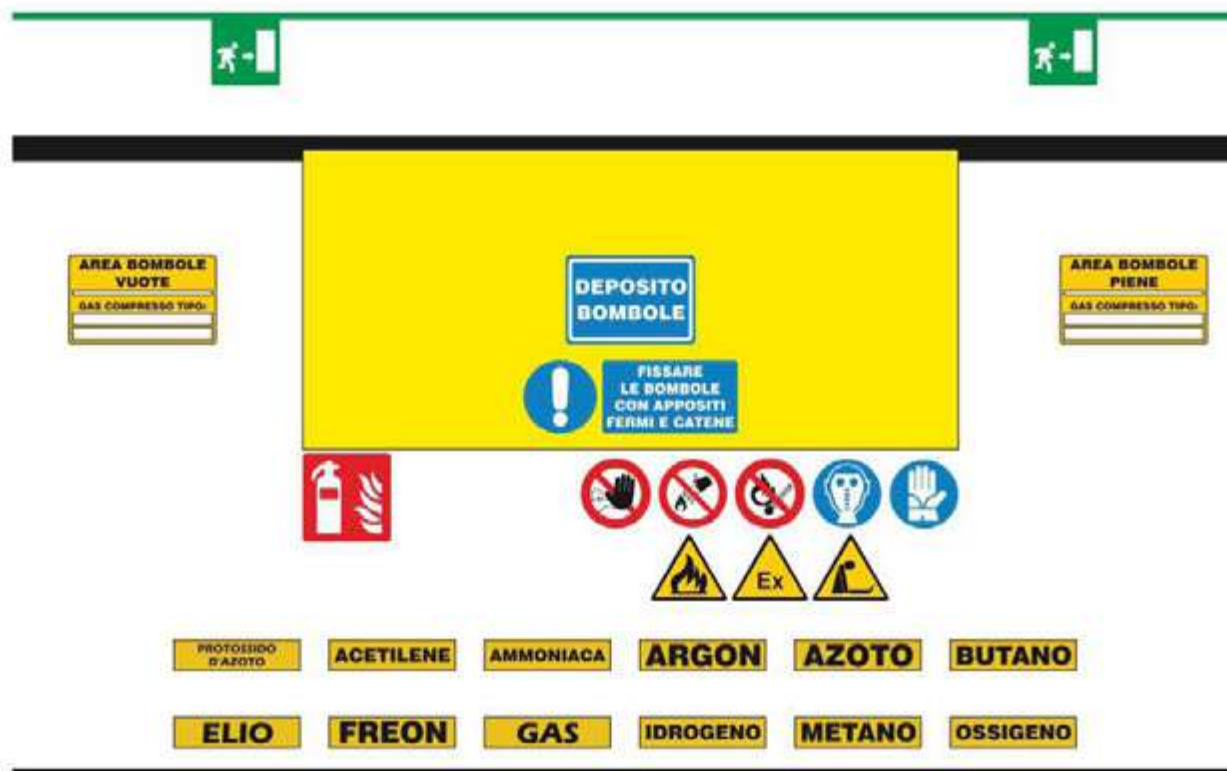 AREA BOMBOLE
VUOTE
GAS COMPRESSO TIPO:
DEPOSITO
BOMBOLE
AREA BOMBOLE
PIENE
GAS COMPRESSO TIPO:
FISSARE
LE BOMBOLE
CON APPOSITI
FERMI E CATENE
Ex
PROTOSSIDO
D'AZOTO
ACETILENE
AMMONIACA
ARGON
AZOTO
BUTANO
ELIO
FREON
GAS
IDROGENO
METANO
OSSIGENO